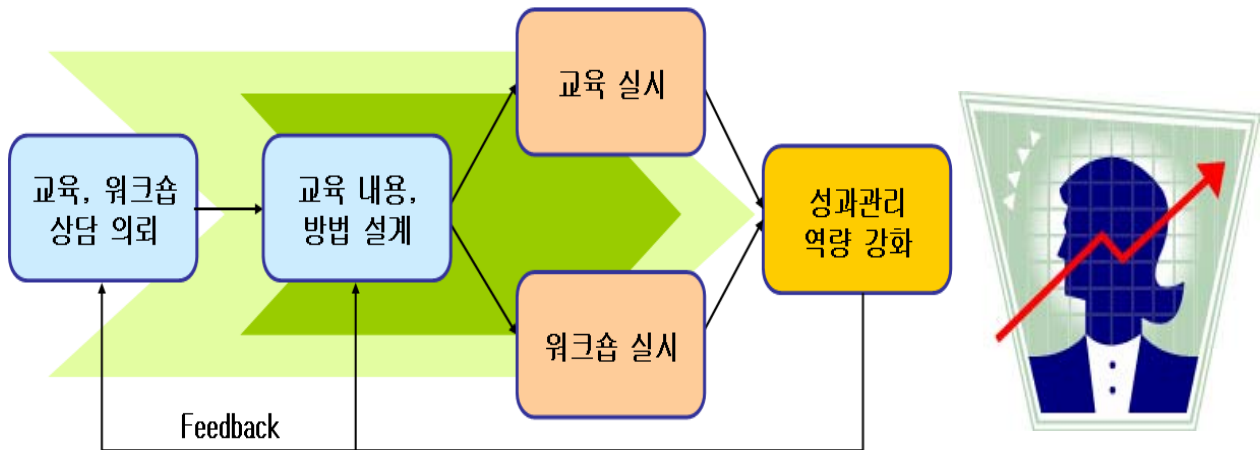 교육, 워크숍
상담 의뢰
교육 내용,
방법 설계
교육 실시
워크숍 실시
성과관리
역량 강화
Feedback